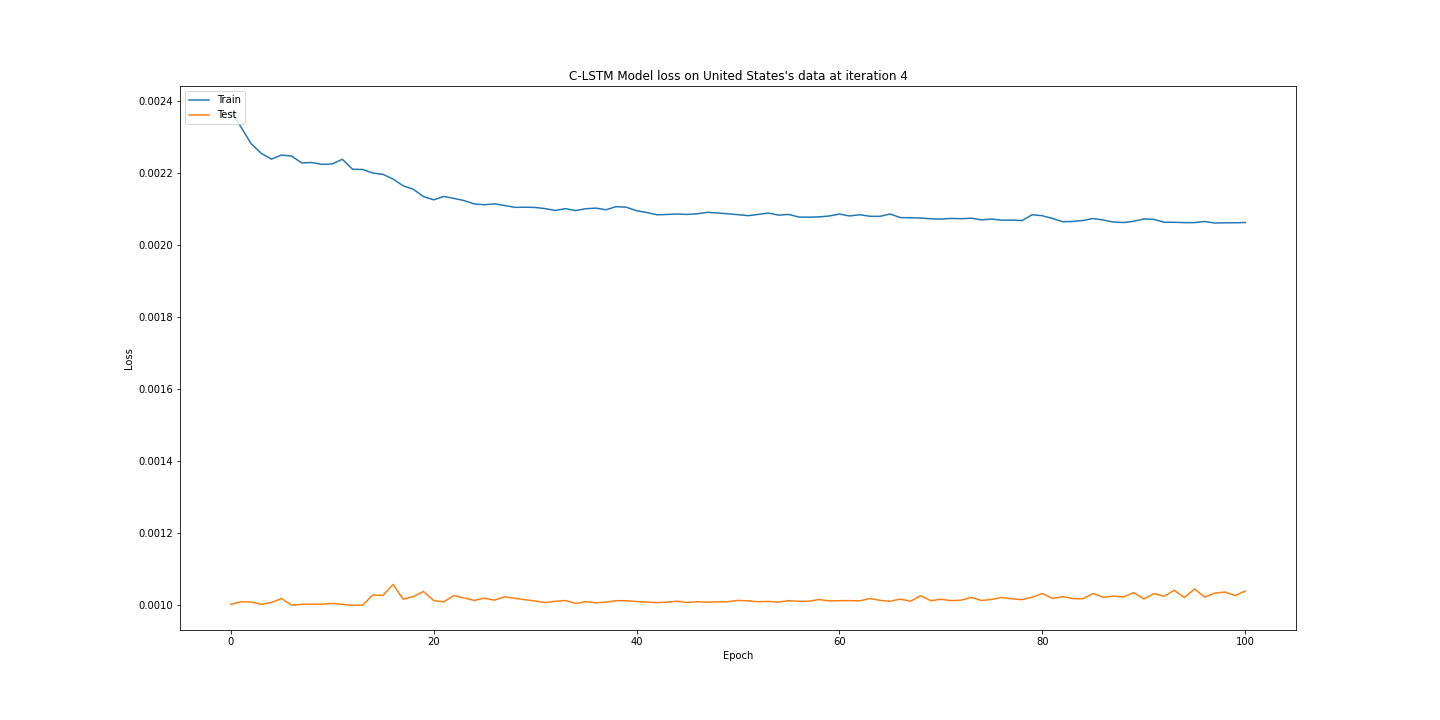 C-LSTM Model loss on United States's data at iteration 4
Train
Test
0.0024
0.0022
0.0020
0.0018
0.0016
0.0014
0.0012
0.0010
Loss
0 20 40 60 80 100
Epoch